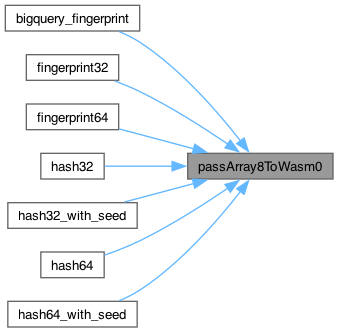 bigquery_fingerprint
fingerprint32
fingerprint64
hash32
passArray8ToWasm0
hash32_with_seed
hash64
hash64_with_seed